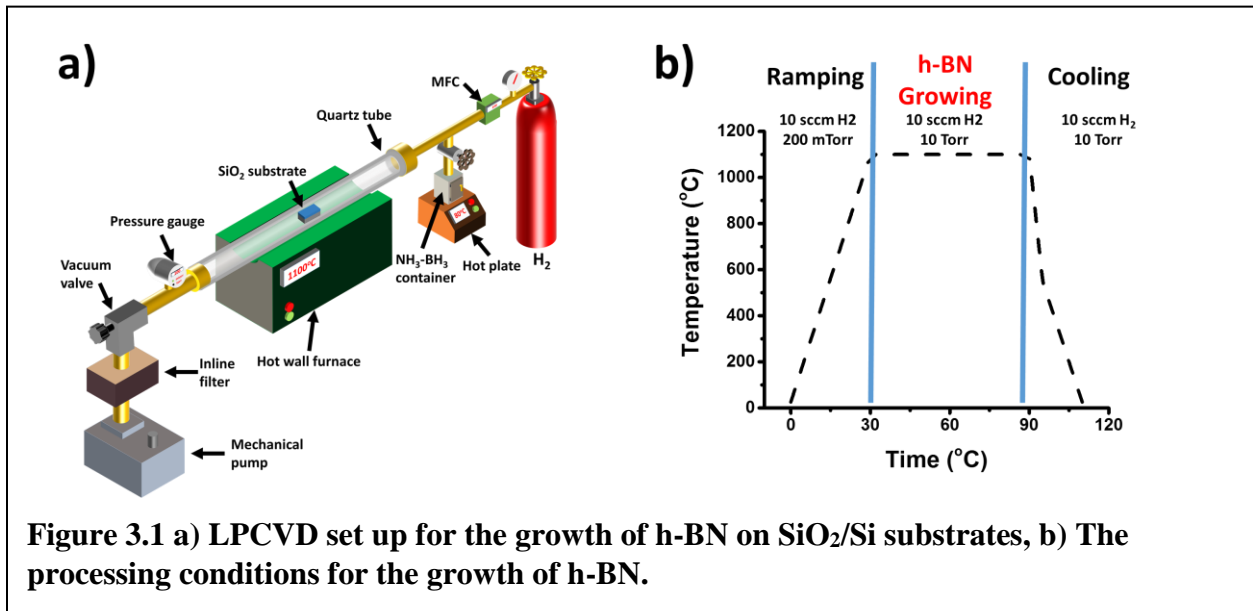 a)
MFC
Quartz tube
SiO₂ substrate
Pressure gauge
Vacuum
valve
1100°C
80°C
NH₃-BH₃
container
Hot plate
H₂
Hot wall furnace
Inline
filter
Mechanical
pump
b)
Ramping
10 sccm H2
200 mTorr
h-BN
Growing
10 sccm H2
10 Torr
Cooling
10 sccm H₂
10 Torr
Temperature (°C)
1200
1000
800
600
400
200
0
0 30 60 90 120
Time (°C)
Figure 3.1 a) LPCVD set up for the growth of h-BN on SiO₂/Si substrates, b) The
processing conditions for the growth of h-BN.